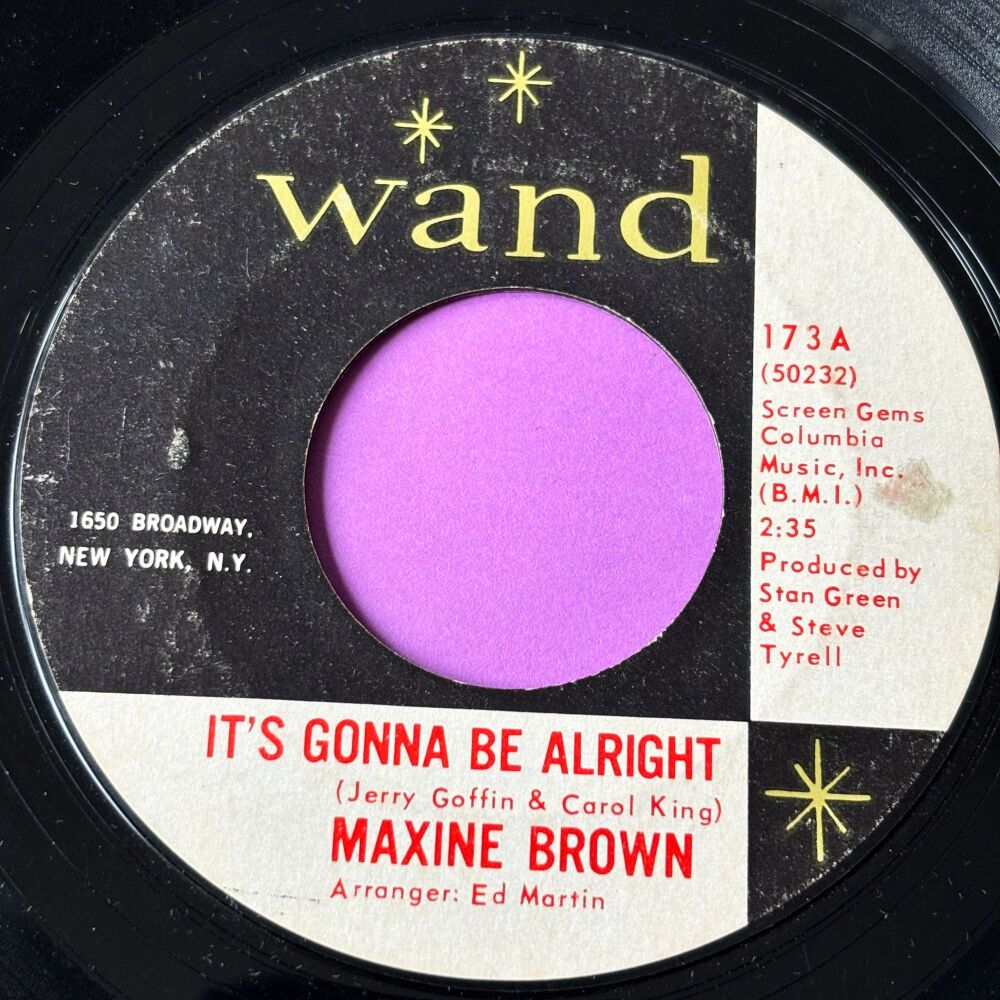 wand
173A
(50232)
Screen Gems
Columbia
Music, Inc.
(B.M.I.)
2:35
Produced by
Stan Green
& Steve
Tyrell
1650 BROADWAY,
NEW YORK, N.Y.
IT'S GONNA BE ALRIGHT
(Jerry Goffin & Carol King)
MAXINE BROWN
Arranger: Ed Martin